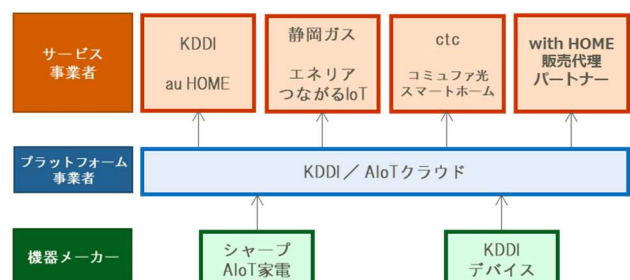 サービス
事業者
KDDI
au HOME
静岡ガス
エネリア
つながるIoT
ctc
コミュファ光
スマートホーム
with HOME
販売代理
パートナー
プラットフォーム
事業者
KDDI／ AIoTクラウド
機器メーカー
シャープ
AIoT家電
KDDI
デバイス